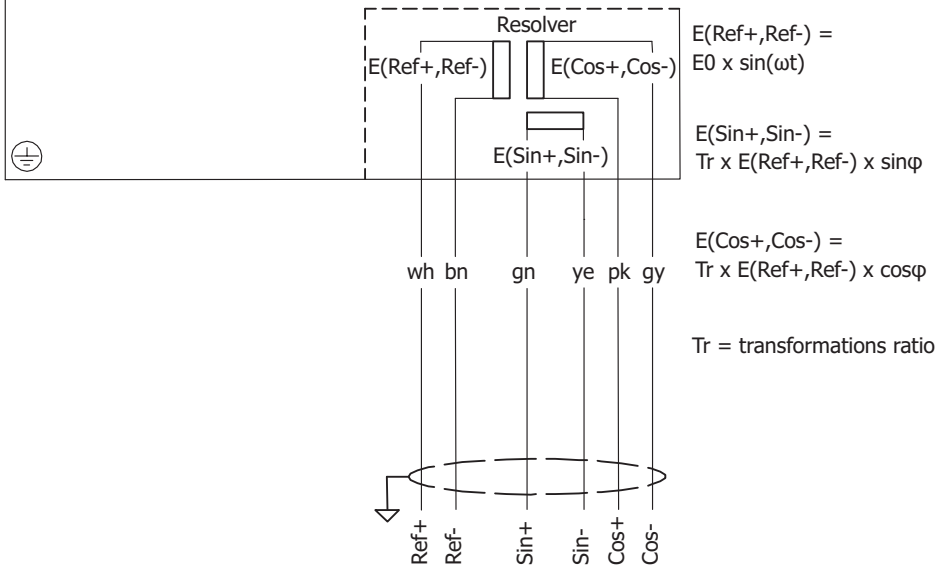 Resolver
E(Ref+,Ref-)
E(Cos+,Cos-)
E(Sin+,Sin-)
E(Ref+,Ref-) =
E0 x sin(ωt)
E(Sin+,Sin-) =
Tr x E(Ref+,Ref-) x sinφ
E(Cos+,Cos-) =
Tr x E(Ref+,Ref-) x cosφ
Tr = transformations ratio
wh bn gn ye pk gy
Ref+
Ref-
Sin+
Sin-
Cos+
Cos-